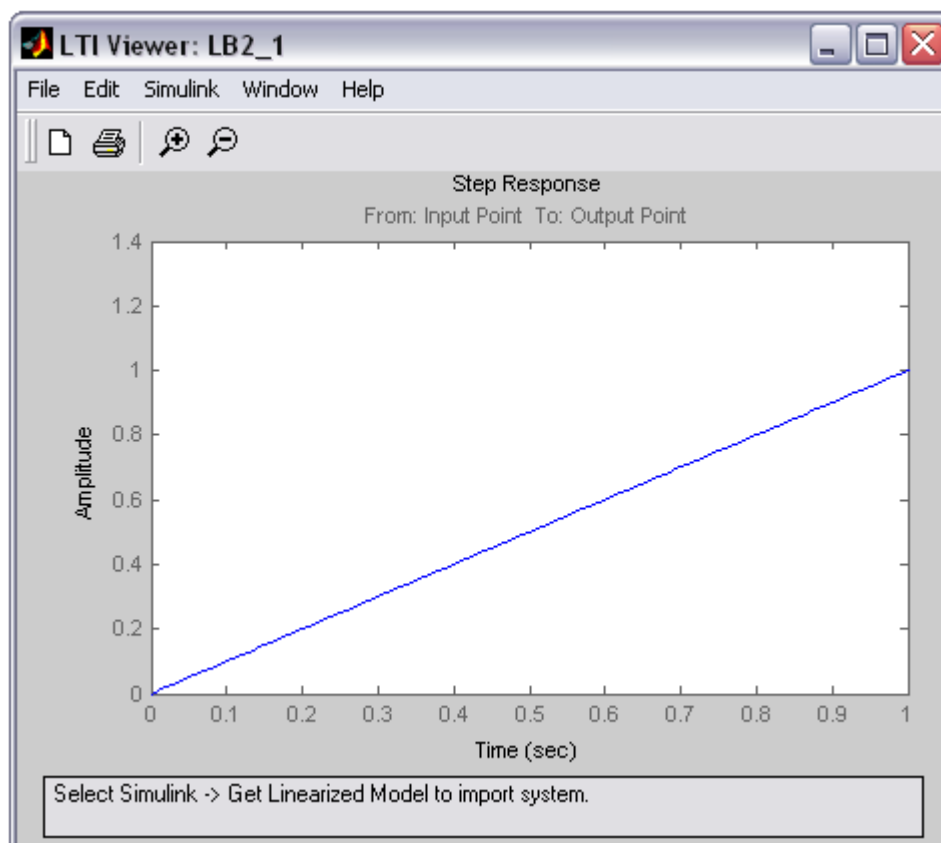 LTI Viewer: LB2_1
File Edit Simulink Window Help
Step Response
From: Input Point To: Output Point
1.4
1.2
1
0.8
0.6
0.4
0.2
0
Amplitude
0 0.1 0.2 0.3 0.4 0.5 0.6 0.7 0.8 0.9 1
Time (sec)
Select Simulink -> Get Linearized Model to import system.